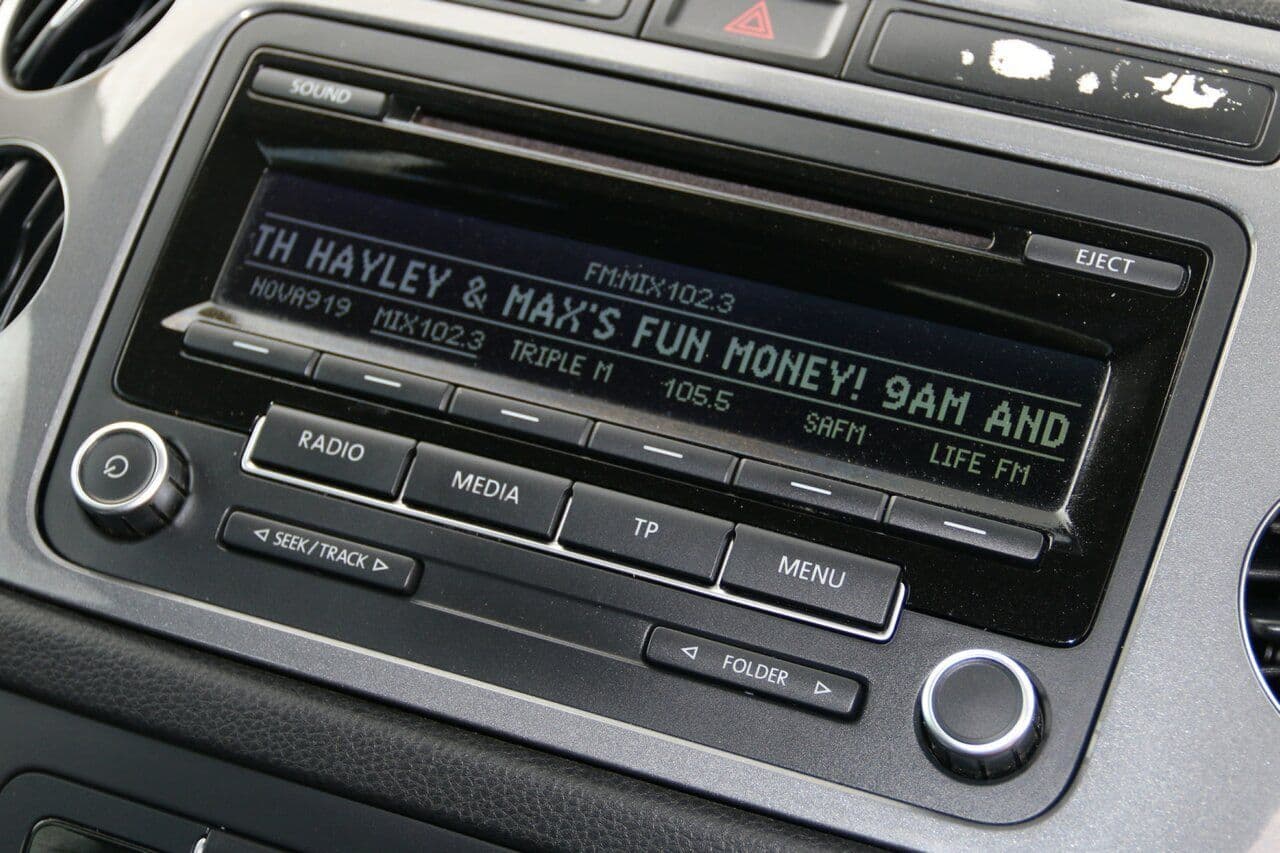 SOUND
EJECT
FM:MIX102.3
TH HAYLEY & MAX'S FUN MONEY! 9AM AND
NOVA919 MIX102.3 TRIPLE M 105.5 SAFM LIFE FM
RADIO MEDIA TP MENU
SEEK/TRACK
FOLDER